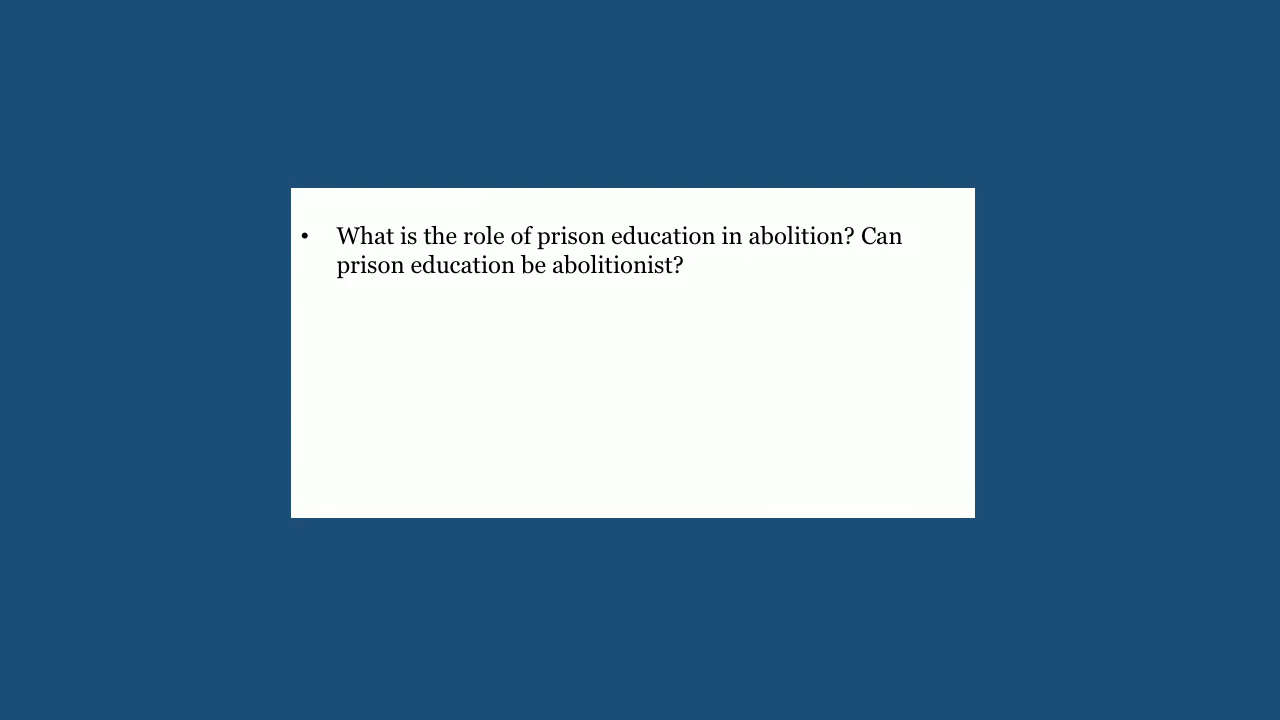 • What is the role of prison education in abolition? Can
prison education be abolitionist?